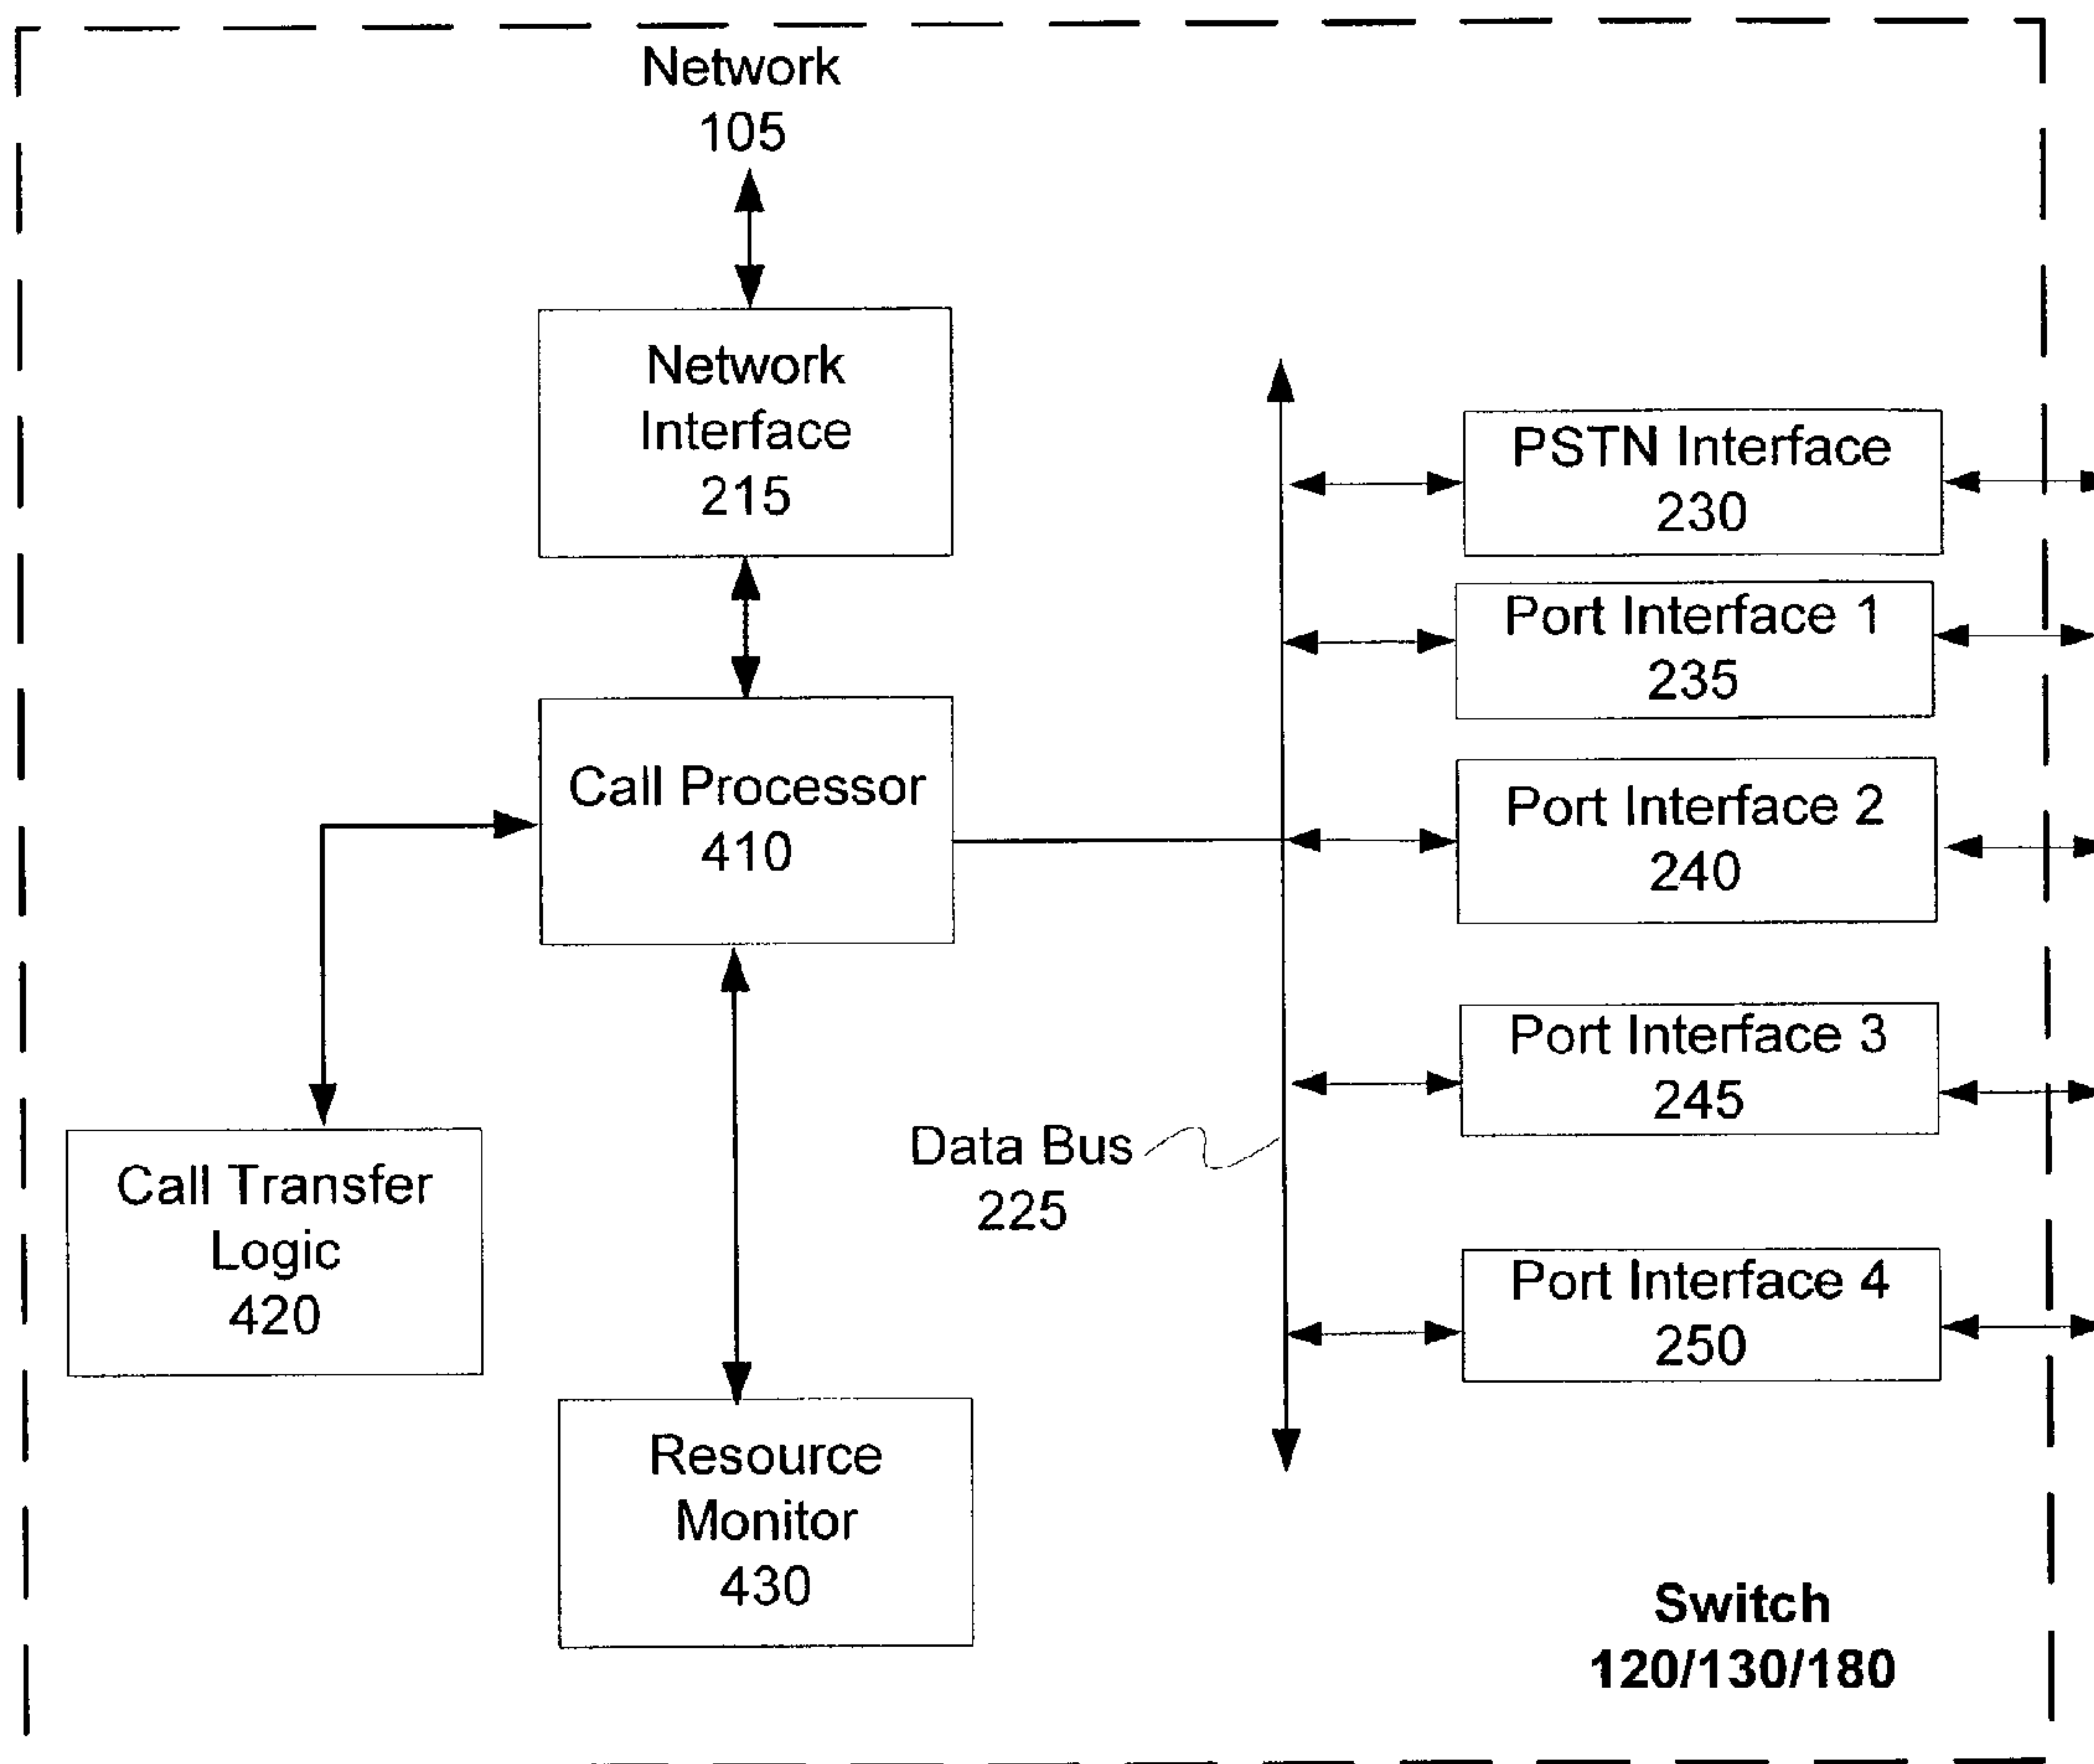 Network
105
Network
Interface
215
PSTN Interface
230
Port Interface 1
235
Call Processor
410
Port Interface 2
240
Port Interface 3
245
Data Bus
225
Call Transfer
Logic
420
Port Interface 4
250
Resource
Monitor
430
Switch
120/130/180